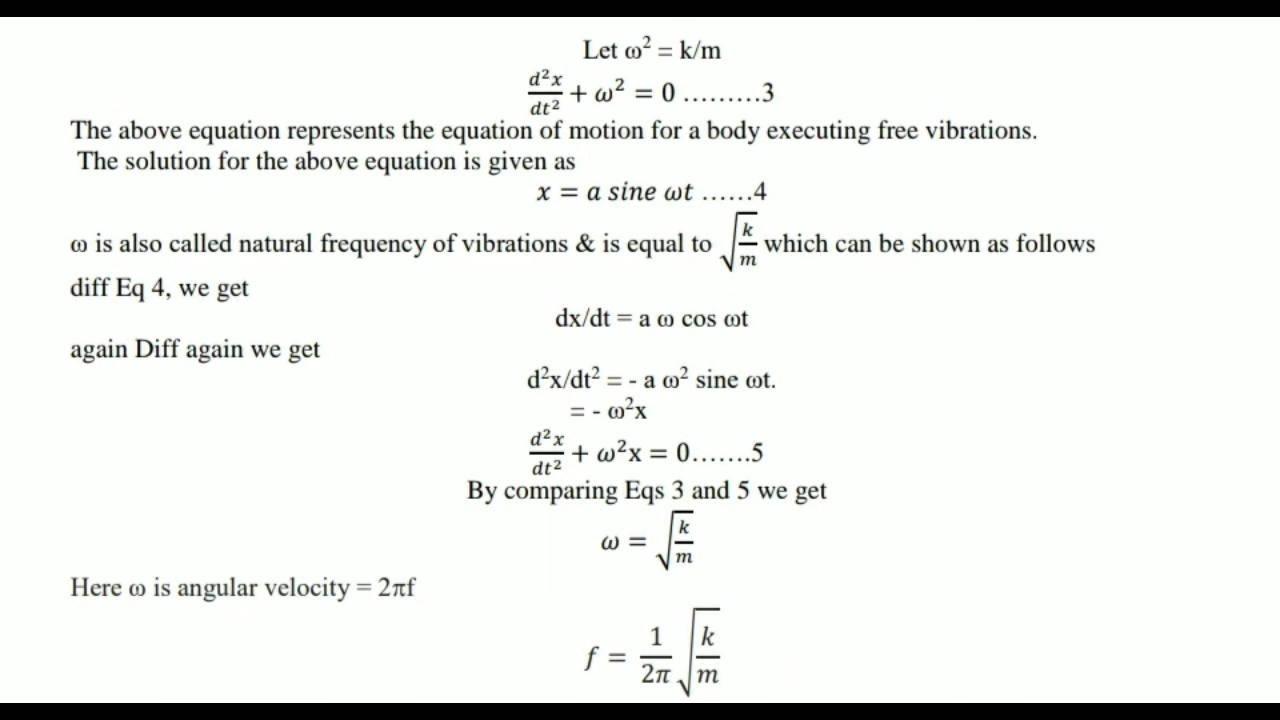 Let ω² = k/m
d²x/dt² + ω² = 0 .........3
The above equation represents the equation of motion for a body executing free vibrations.
The solution for the above equation is given as
x = a sine ωt ......4
ω is also called natural frequency of vibrations & is equal to √(k/m) which can be shown as follows
diff Eq 4, we get
dx/dt = a ω cos ωt
again Diff again we get
d²x/dt² = - a ω² sine ωt.
= - ω²x
d²x/dt² + ω²x = 0.......5
By comparing Eqs 3 and 5 we get
ω = √(k/m)
Here ω is angular velocity = 2πf
f = 1/2π √(k/m)